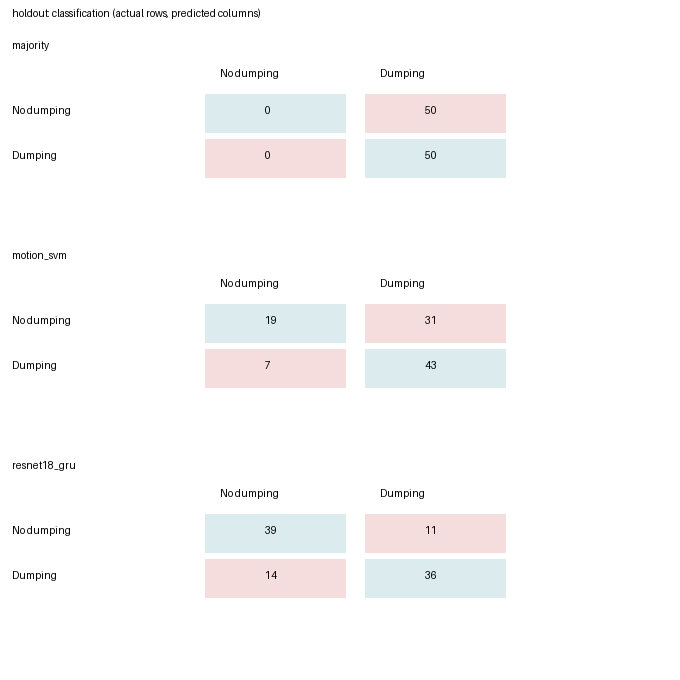 holdout: classification (actual rows, predicted columns)
majority
Nodumping Dumping
Nodumping 0 50
Dumping 0 50
motion_svm
Nodumping Dumping
Nodumping 19 31
Dumping 7 43
resnet18_gru
Nodumping Dumping
Nodumping 39 11
Dumping 14 36